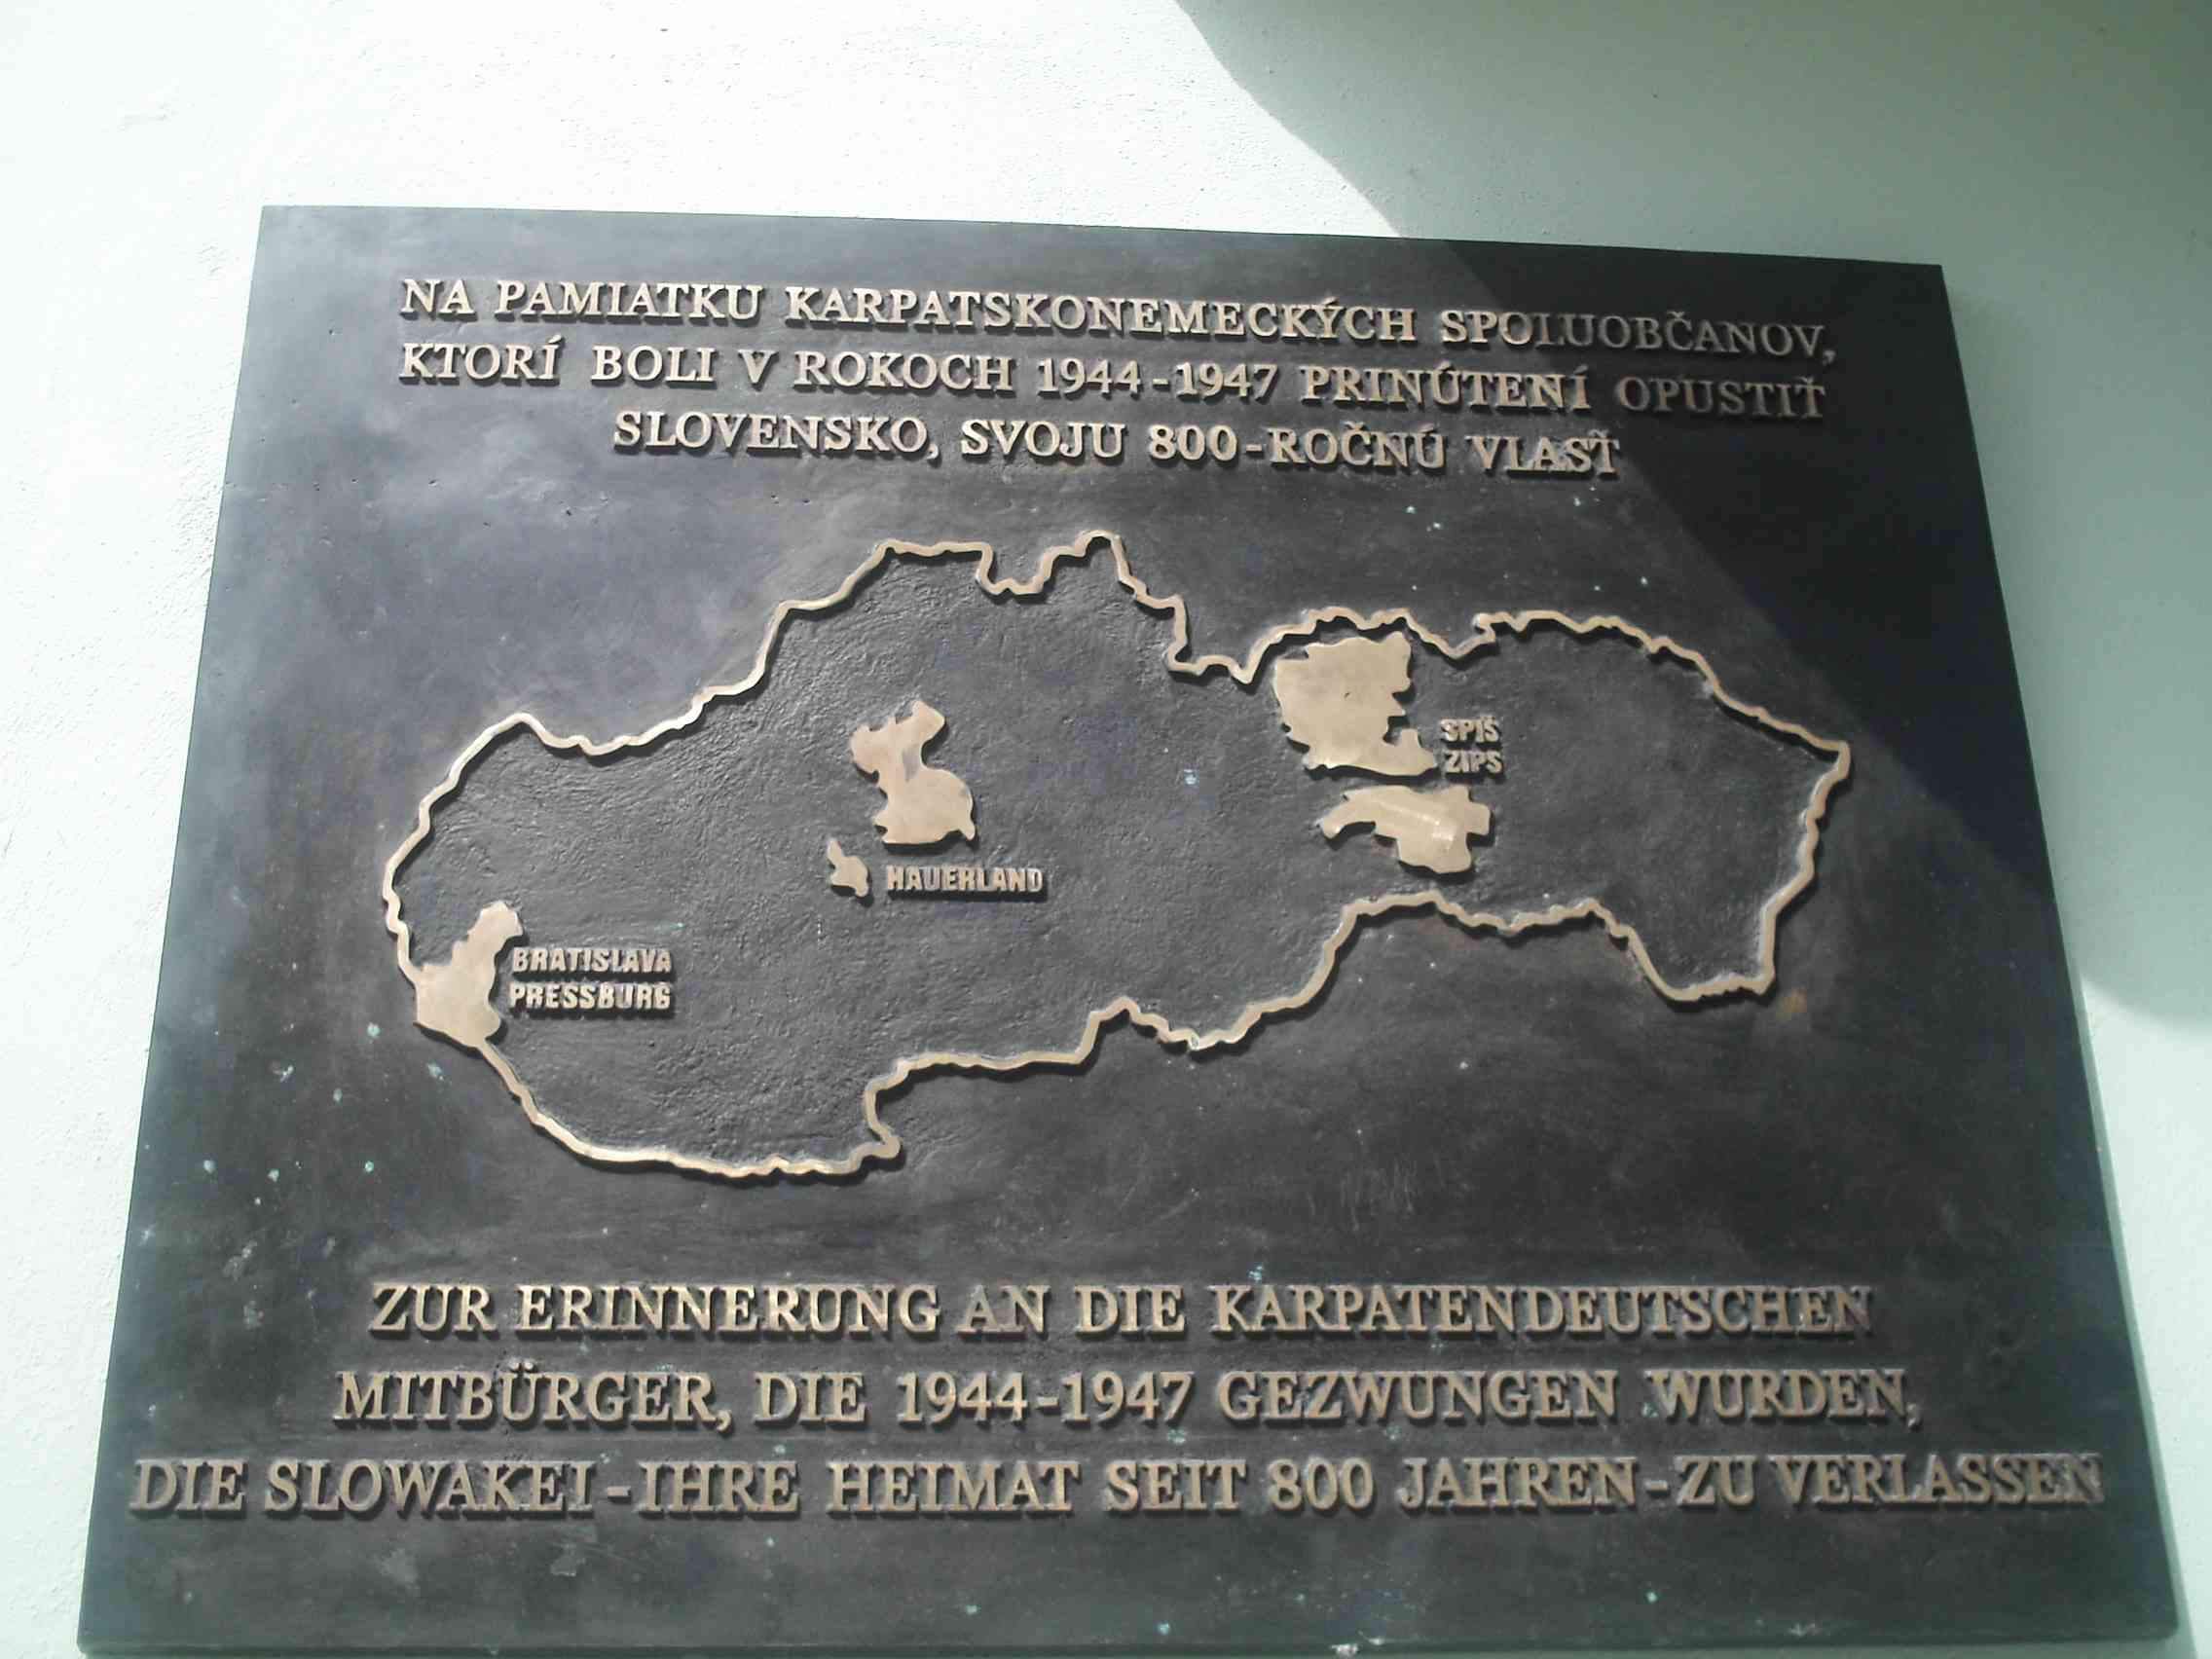 NA PAMIATKU KARPATSKONEMECKÝCH SPOLUOBČANOV,
KTORÍ BOLI V ROKOCH 1944-1947 PRINÚTENÍ OPUSTIŤ
SLOVENSKO, SVOJU 800-ROČNÚ VLASŤ
SPIŠ
ZIPS
HAUERLAND
BRATISLAVA
PRESSBURG
ZUR ERINNERUNG AN DIE KARPATENDEUTSCHEN
MITBÜRGER, DIE 1944-1947 GEZWUNGEN WURDEN,
DIE SLOWAKEI-IHRE HEIMAT SEIT 800 JAHREN-ZU VERLASSEN